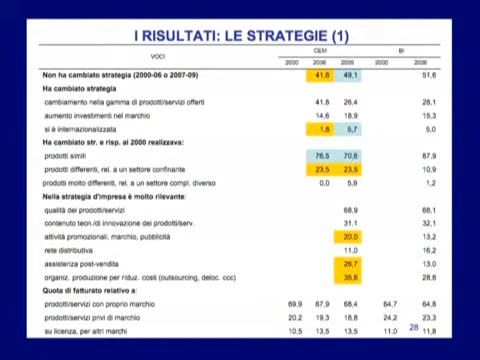 I RISULTATI: LE STRATEGIE (1)
VOCI CEM BI
2000 2006 2009 2000 2006
Non ha cambiato strategia (2000-06 o 2007-09) 41,8 49,1 51,6
Ha cambiato strategia
cambiamento nella gamma di prodotti/servizi offerti 41,8 26,4 28,1
aumento investimenti nel marchio 14,6 18,9 15,3
si è internazionalizzata 1,8 5,7 5,0
Ha cambiato str. e risp. al 2000 realizzava:
prodotti simili 76,5 70,6 87,9
prodotti differenti, rel. a un settore confinante 23,5 23,5 10,9
prodotti molto differenti, rel. a un settore compl. diverso 0,0 5,9 1,2
Nella strategia d'impresa è molto rilevante:
qualità dei prodotti/servizi 68,9 68,1
contenuto tecn./di innovazione dei prodotti/serv. 31,1 32,1
attività promozionali, marchio, pubblicità 20,0 13,2
rete distributiva 11,0 16,2
assistenza post-vendita 26,7 13,0
organiz. produzione per riduz. costi (outsourcing, deloc. ecc) 35,6 28,8
Quota di fatturato relativo a:
prodotti/servizi con proprio marchio 69,9 67,9 68,4 64,7 64,8
prodotti/servizi privi di marchio 20,2 19,3 18,8 24,2 23,3
su licenza, per altri marchi 10,5 13,5 13,5 11,0 11,8
28